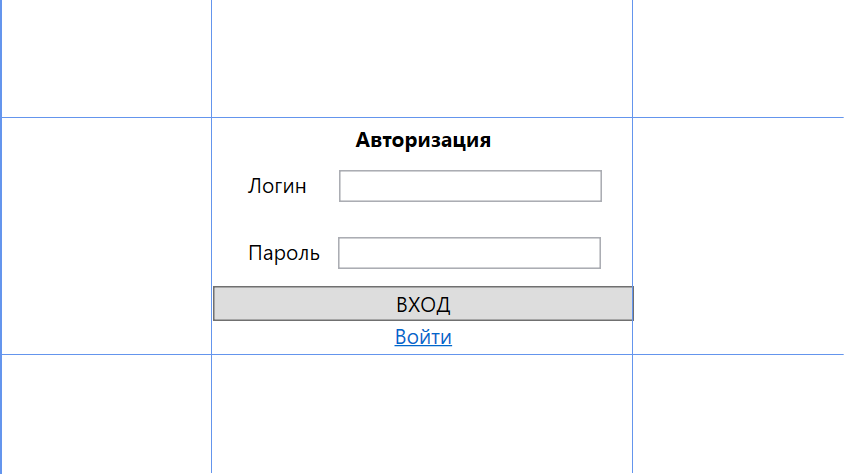 Авторизация
Логин
Пароль
ВХОД
Войти